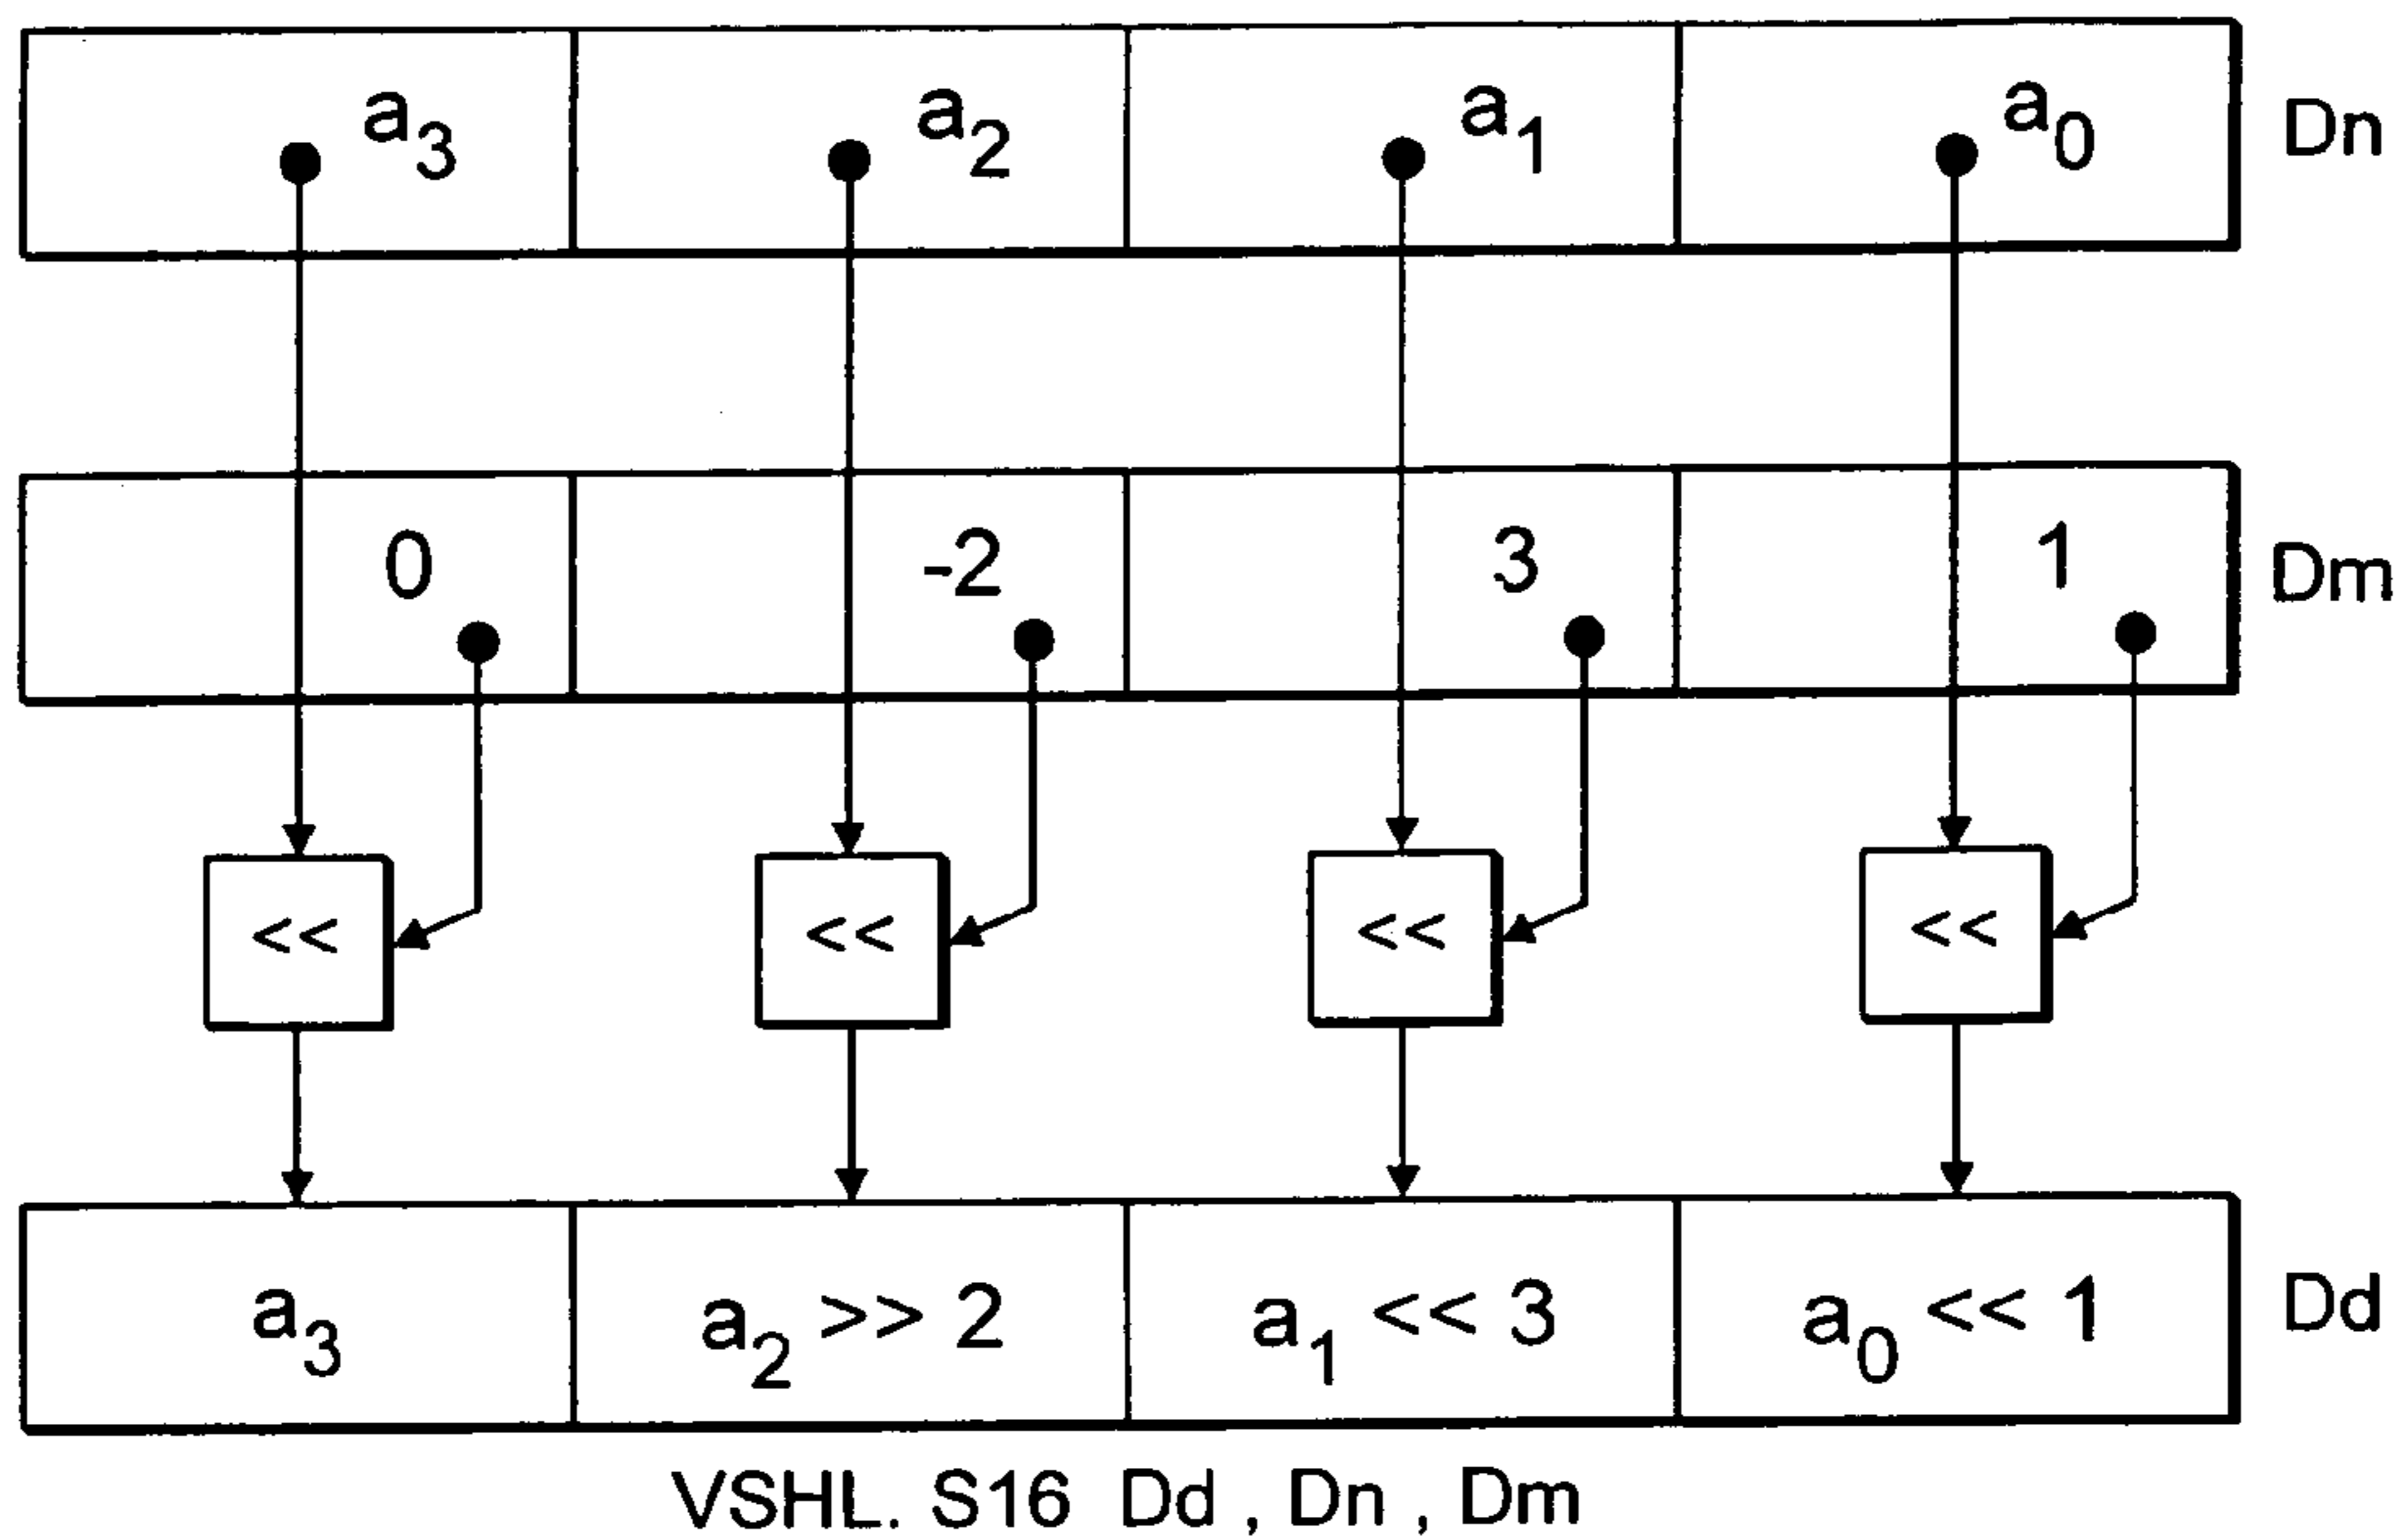 a3 a2 a1 a0 Dn
0 -2 3 1 Dm
<< << << <<
a3 a2 >> 2 a1 << 3 a0 << 1 Dd
VSHL. S16 Dd , Dn , Dm